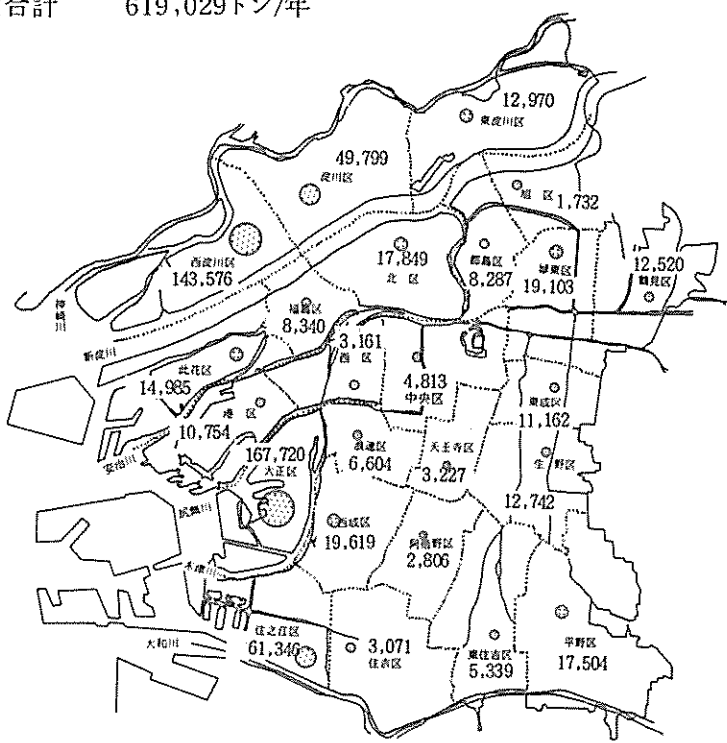 合計 619,029トン/年
12,970
東淀川区
49,799
淀川区
旭区
1,732
西淀川区
143,576
17,849
北区
都島区
8,287
城東区
19,103
12,520
鶴見区
神崎川
福島区
8,340
新淀川
3,161
西区
此花区
14,985
4,813
中央区
東成区
11,162
港区
10,754
安治川
167,720
大正区
浪速区
6,604
天王寺区
3,227
生野区
12,742
尻無川
西成区
19,619
阿倍野区
2,806
木津川
大和川
住之江区
61,346
3,071
住吉区
東住吉区
5,339
平野区
17,504